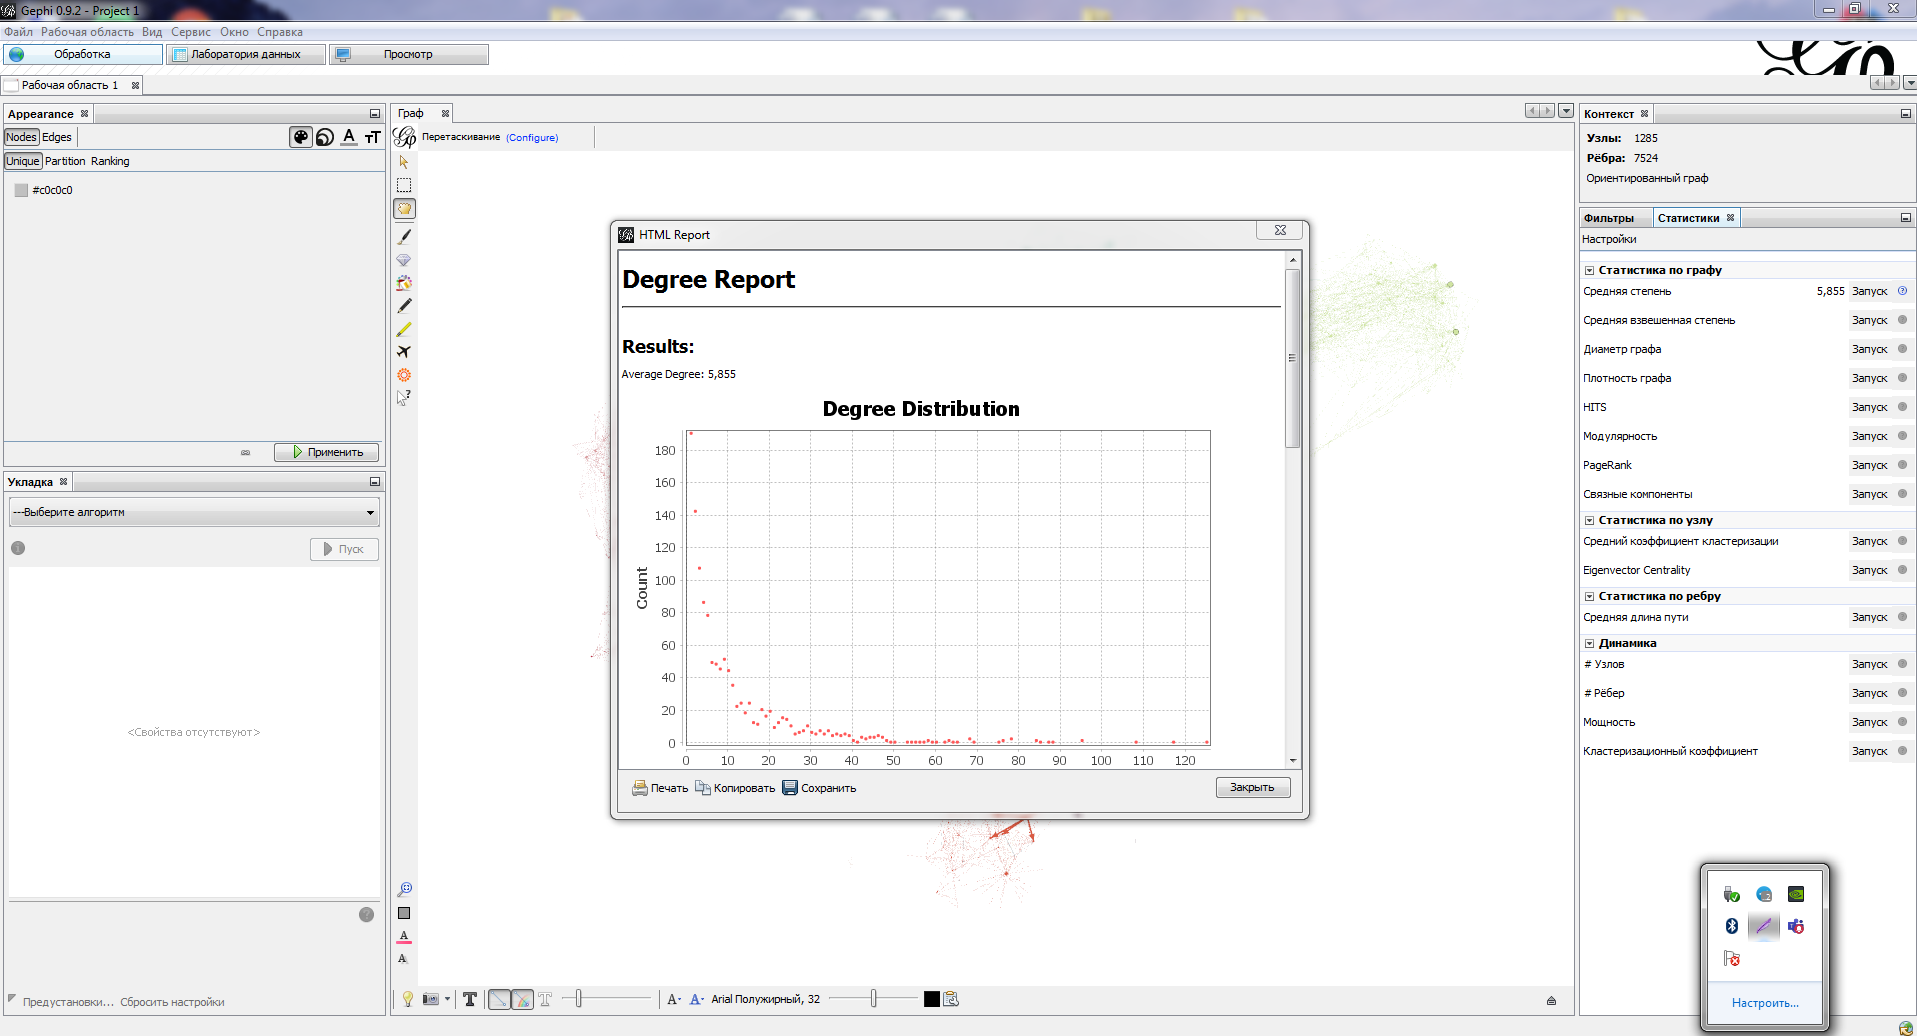 Gephi 0.9.2 - Project 1
Файл Рабочая область Вид Сервис Окно Справка
Обработка Лаборатория данных Просмотр
Рабочая область 1
Appearance
Nodes Edges
Unique Partition Ranking
#c0c0c0
Применить
Укладка
---Выберите алгоритм
Пуск
<Свойства отсутствуют>
Предустановки... Сбросить настройки
Граф
Перетаскивание (Configure)
HTML Report
Degree Report
Results:
Average Degree: 5,855
Degree Distribution
Count
180
160
140
120
100
80
60
40
20
0
0 10 20 30 40 50 60 70 80 90 100 110 120
Печать Копировать Сохранить Закрыть
Arial Полужирный, 32
Контекст
Узлы: 1285
Рёбра: 7524
Ориентированный граф
Фильтры Статистики
Настройки
Статистика по графу
Средняя степень 5,855 Запуск
Средняя взвешенная степень Запуск
Диаметр графа Запуск
Плотность графа Запуск
HITS Запуск
Модулярность Запуск
PageRank Запуск
Связные компоненты Запуск
Статистика по узлу
Средний коэффициент кластеризации Запуск
Eigenvector Centrality Запуск
Статистика по ребру
Средняя длина пути Запуск
Динамика
# Узлов Запуск
# Рёбер Запуск
Мощность Запуск
Кластеризационный коэффициент Запуск
Настроить...